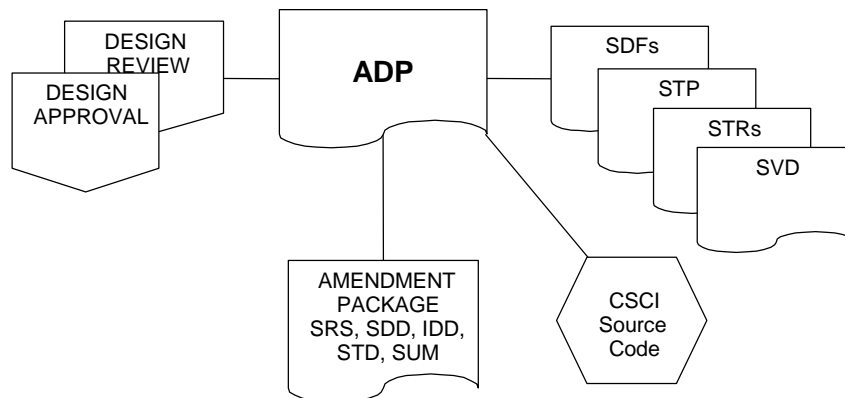 DESIGN
REVIEW
DESIGN
APPROVAL
ADP
SDFs
STP
STRs
SVD
AMENDMENT
PACKAGE
SRS, SDD, IDD,
STD, SUM
CSCI
Source
Code